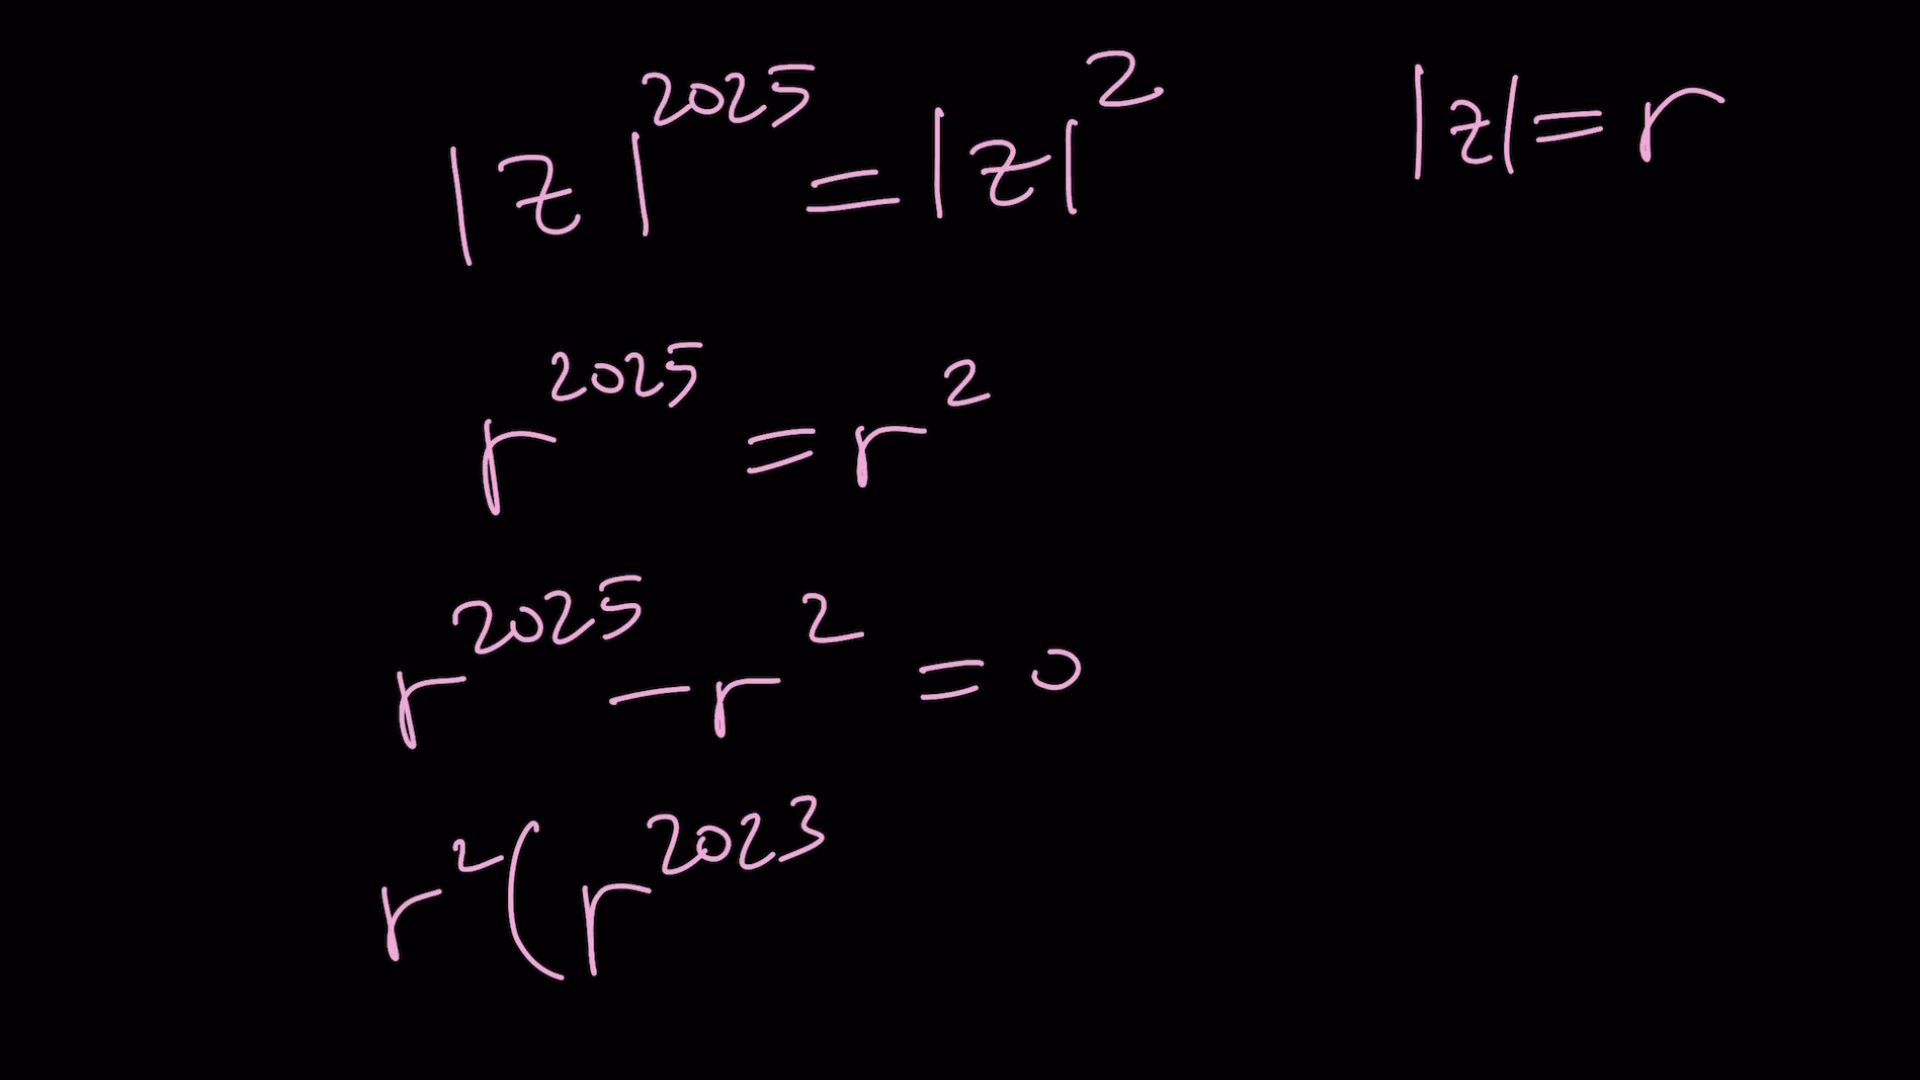 |z|^2025 = |z|^2    |z| = r
r^2025 = r^2
r^2025 - r^2 = 0
r^2(r^2023